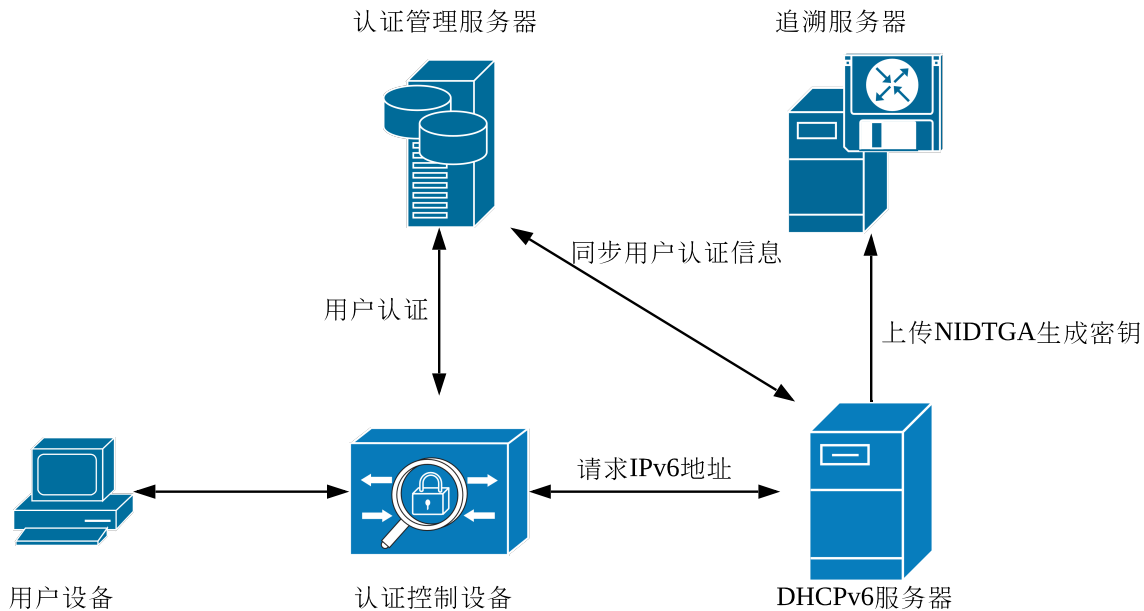 认证管理服务器
追溯服务器
同步用户认证信息
用户认证
上传NIDTGA生成密钥
请求IPv6地址
用户设备
认证控制设备
DHCPv6服务器